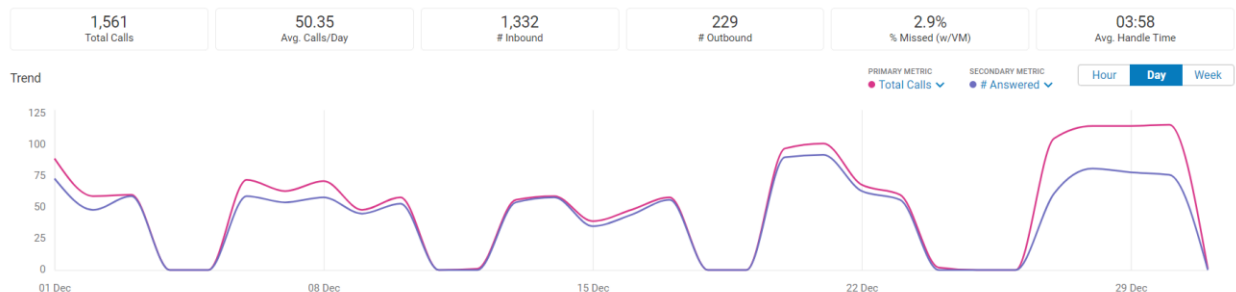 1,561 50.35 1,332 229 2.9% 03:58
Total Calls Avg. Calls/Day # Inbound # Outbound % Missed (w/VM) Avg. Handle Time
Trend
PRIMARY METRIC SECONDARY METRIC
Total Calls # Answered Hour Day Week
125
100
75
50
25
0
01 Dec 08 Dec 15 Dec 22 Dec 29 Dec